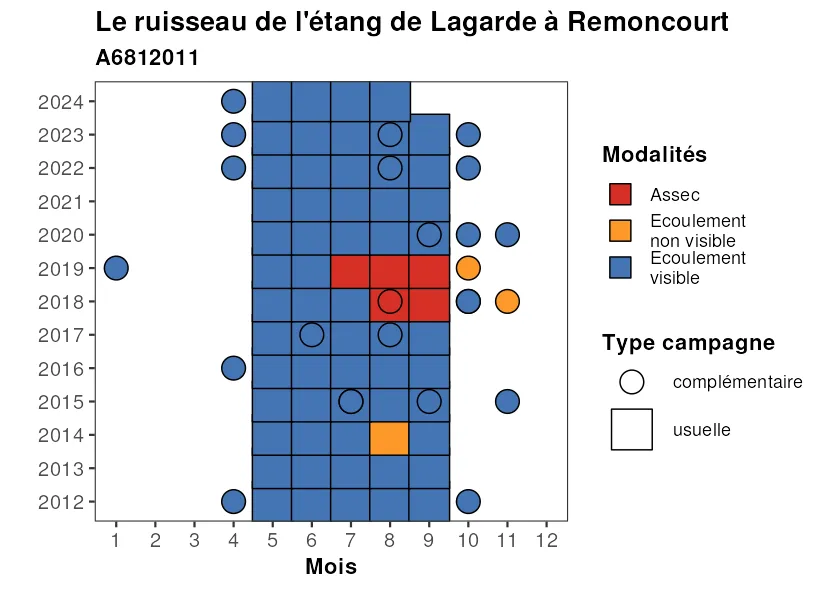 Le ruisseau de l'étang de Lagarde à Remoncourt
A6812011
2024
2023
2022
2021
2020
2019
2018
2017
2016
2015
2014
2013
2012
1 2 3 4 5 6 7 8 9 10 11 12
Mois
Modalités
Assec
Ecoulement
non visible
Ecoulement
visible
Type campagne
complémentaire
usuelle